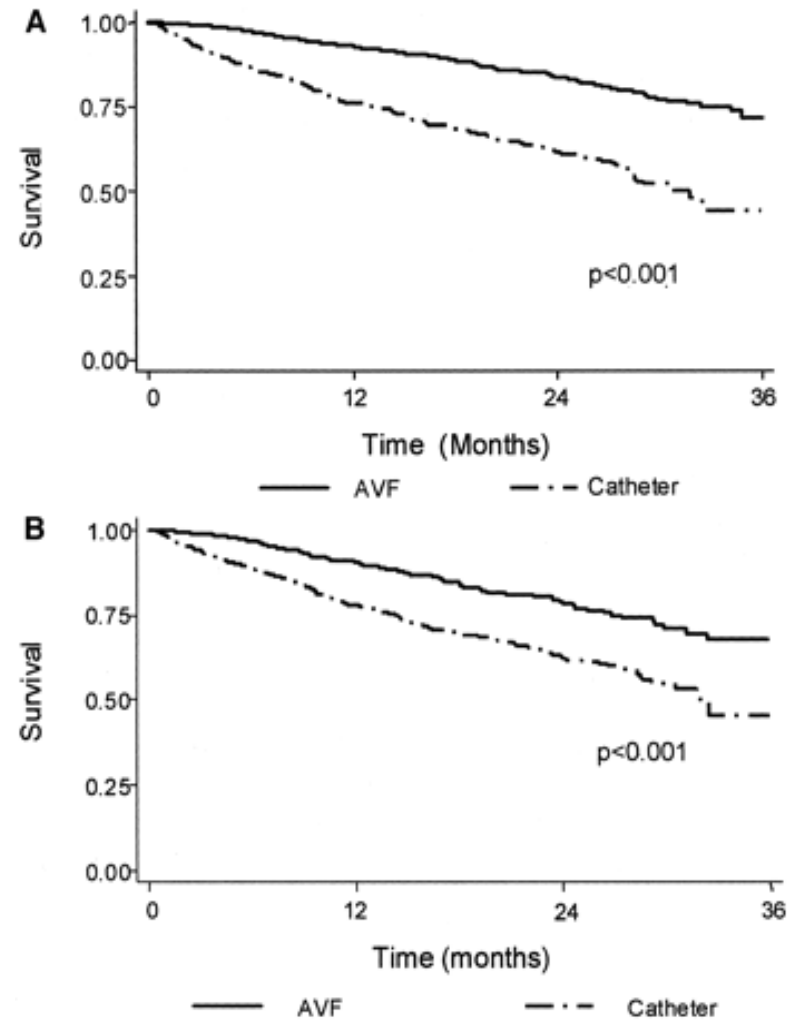 A
1.00
0.75
0.50
0.25
0.00
Survival
p<0.001
0 12 24 36
Time (Months)
AVF Catheter
B
1.00
0.75
0.50
0.25
0.00
Survival
p<0.001
0 12 24 36
Time (months)
AVF Catheter